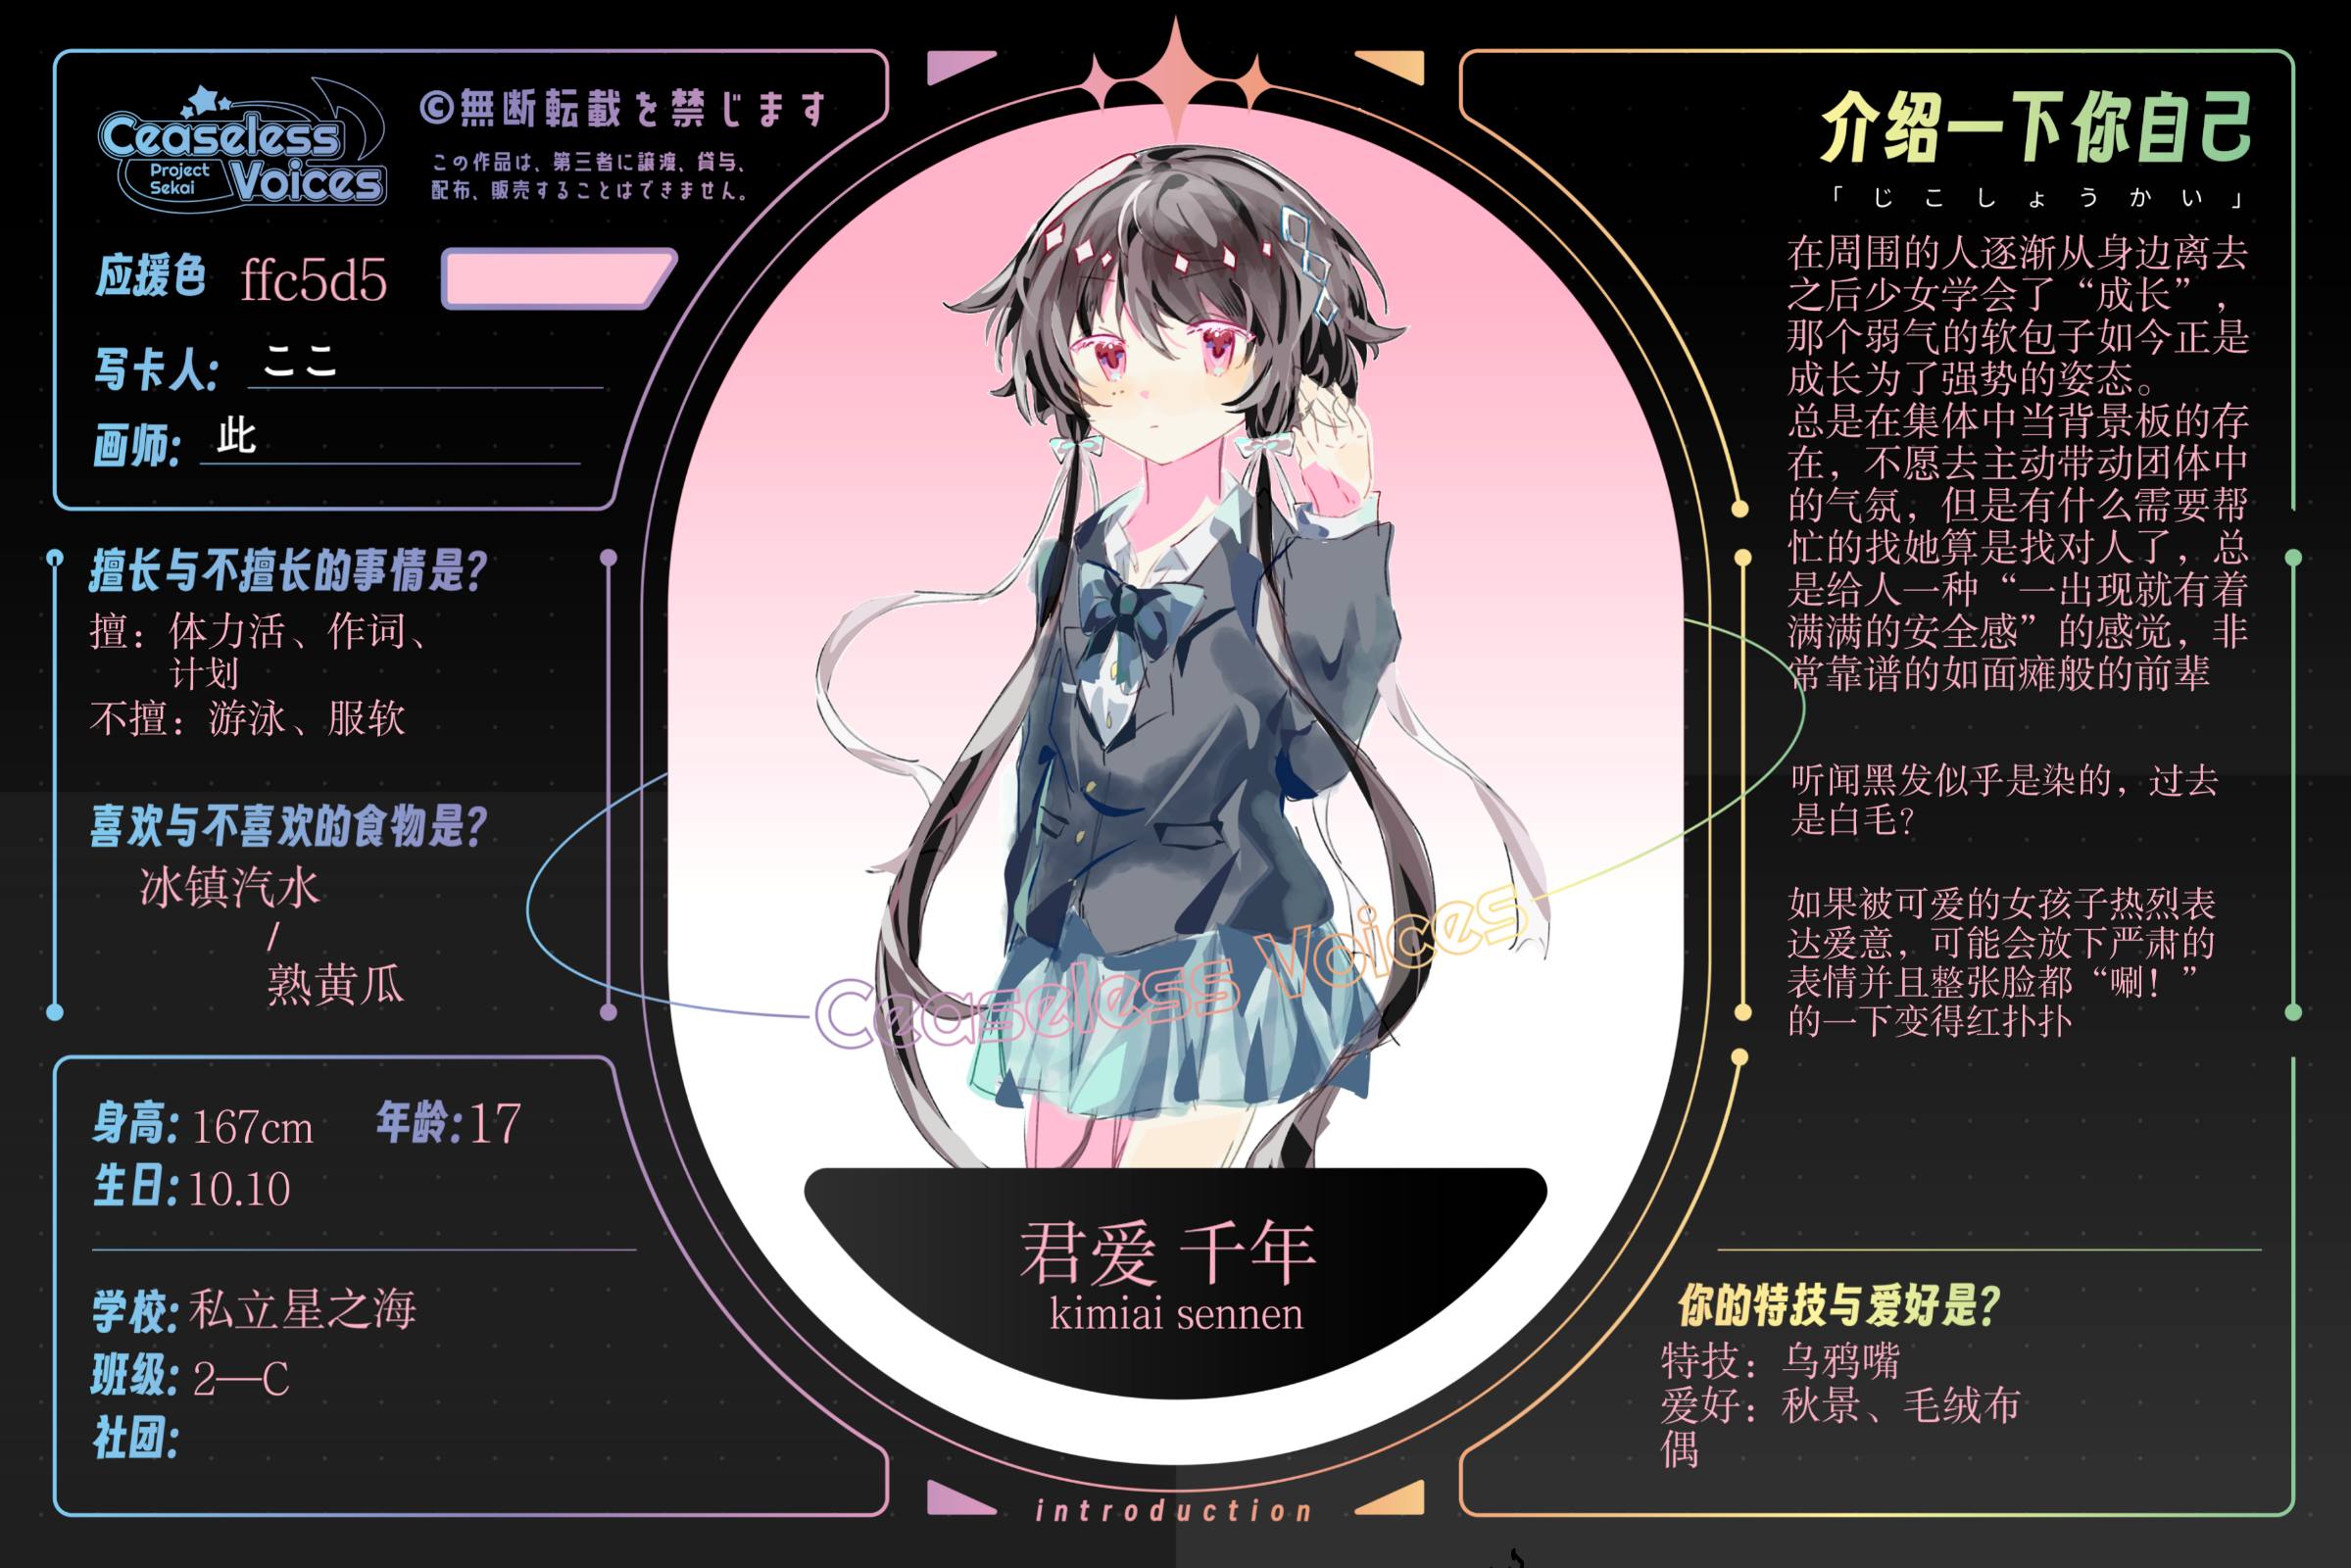 Ceaseless
Project
Sekai
Voices
©無断転載を禁じます
この作品は、第三者に譲渡、貸与、
配布、販売することはできません。
应援色 ffc5d5
写卡人: ここ
画师: 此
擅长与不擅长的事情是?
擅：体力活、作词、
计划
不擅：游泳、服软
喜欢与不喜欢的食物是?
冰镇汽水
/
熟黄瓜
身高: 167cm 年龄: 17
生日: 10.10
学校: 私立星之海
班级: 2—C
社团:
Ceaseless Voices
君爱 千年
kimiai sennen
introduction
介绍一下你自己
「じこしょうかい」
在周围的人逐渐从身边离去
之后少女学会了“成长”，
那个弱气的软包子如今正是
成长为了强势的姿态。
总是在集体中当背景板的存
在，不愿去主动带动团体中
的气氛，但是有什么需要帮
忙的找她算是找对人了，总
是给人一种“一出现就有着
满满的安全感”的感觉，非
常靠谱的如面瘫般的前辈
听闻黑发似乎是染的，过去
是白毛？
如果被可爱的女孩子热烈表
达爱意，可能会放下严肃的
表情并且整张脸都“唰！”
的一下变得红扑扑
你的特技与爱好是?
特技：乌鸦嘴
爱好：秋景、毛绒布
偶